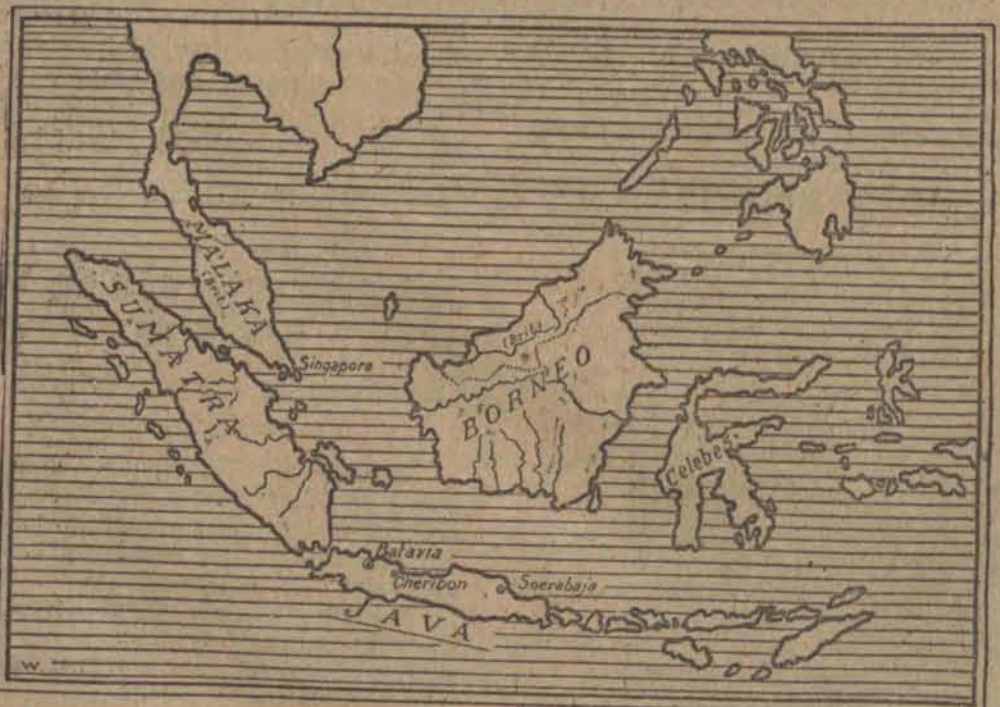 MALAKA
(Brit.)
SUMATRA
Singapore
(Brit.)
BORNEO
Celebes
Batavia
Cheribon
Soerabaja
JAVA
W.